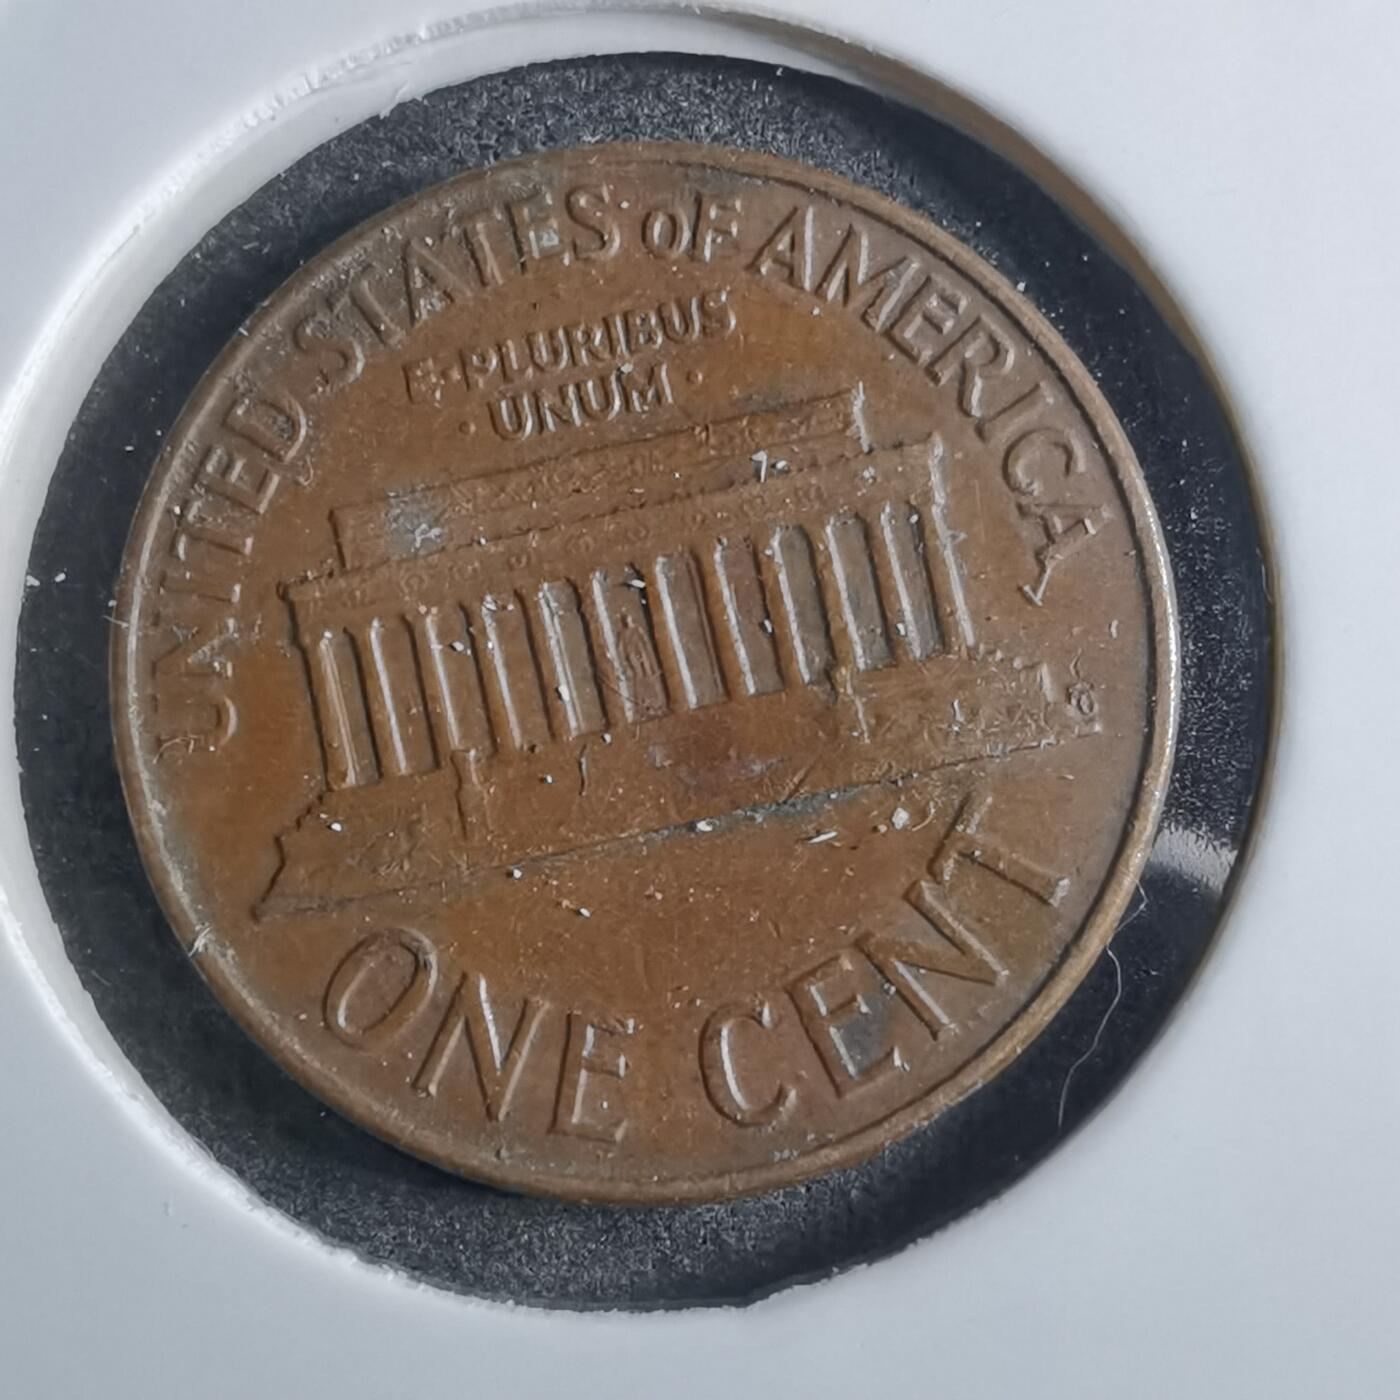 UNITED STATES OF AMERICA
E·PLURIBUS
·UNUM·
ONE CENT